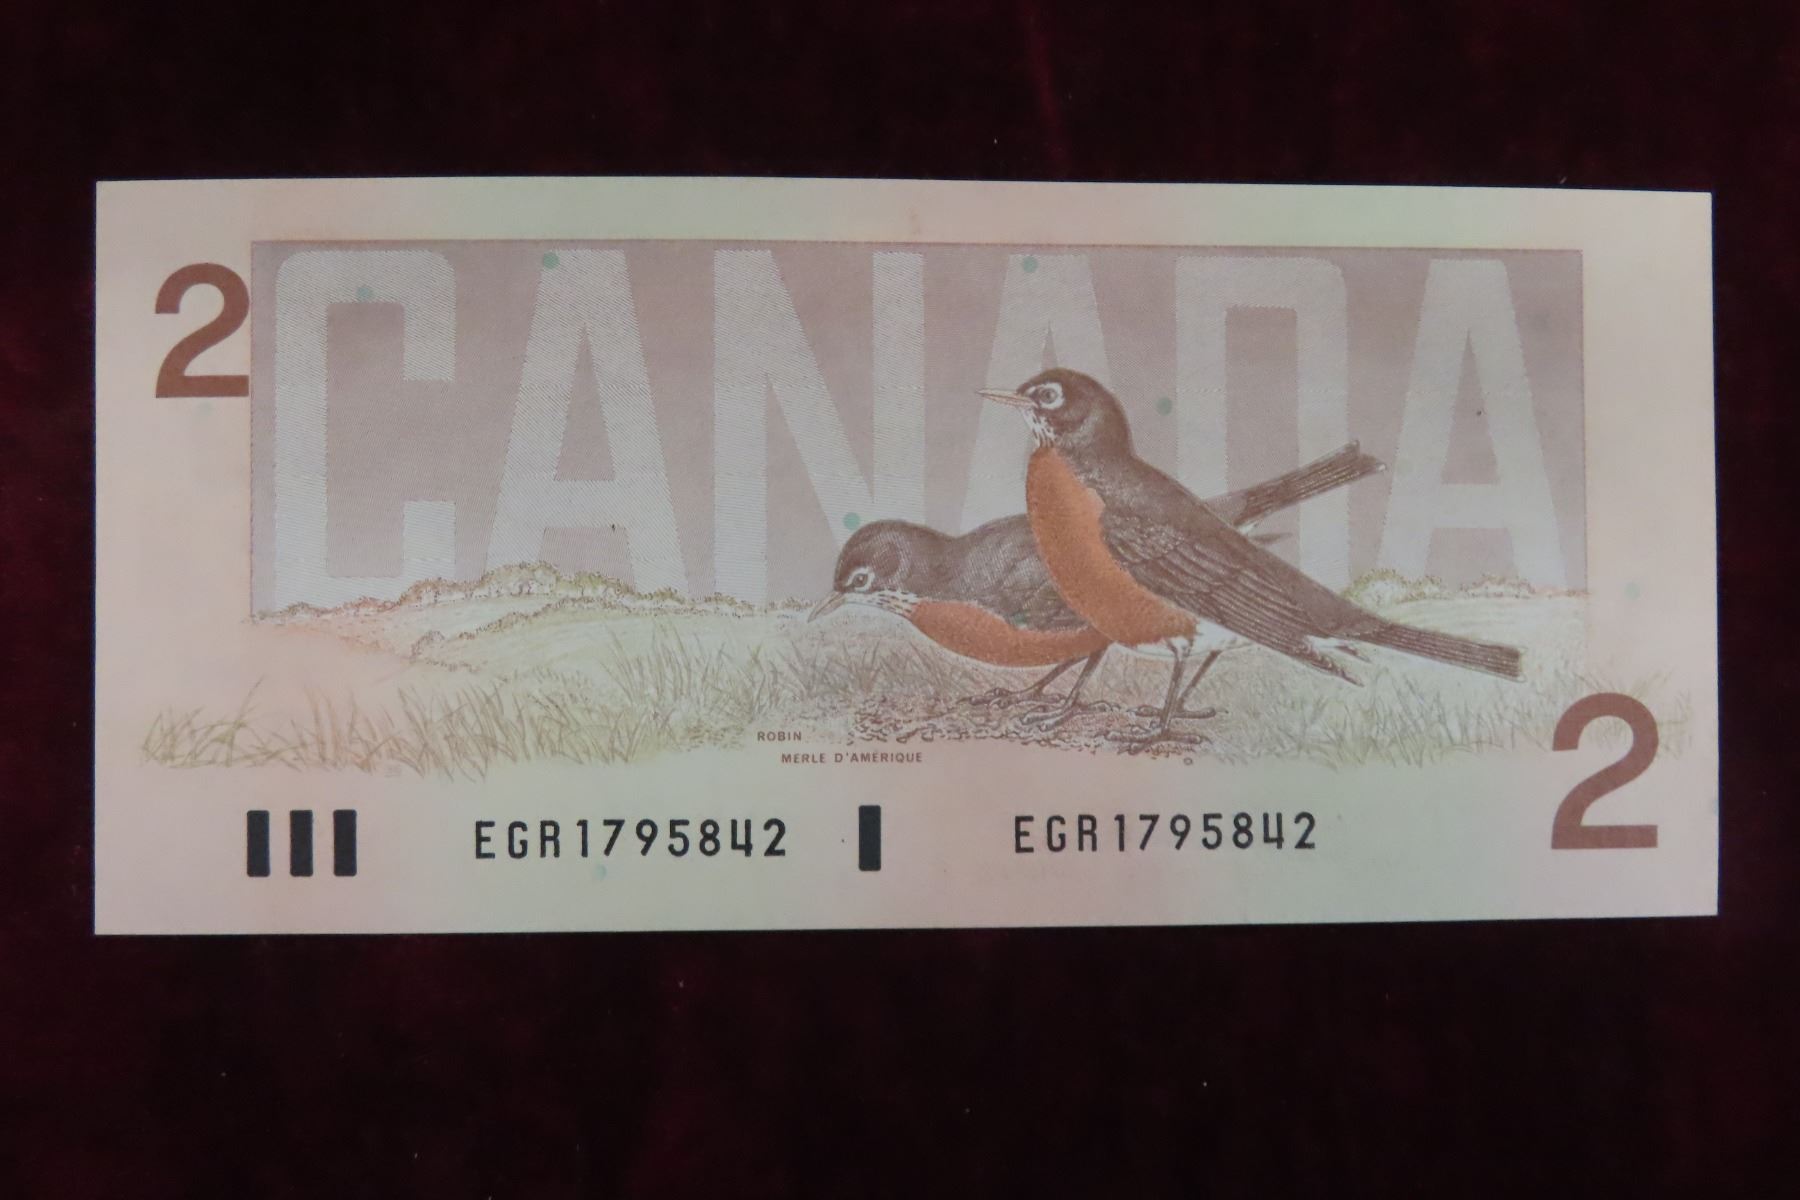 2
CANADA
ROBIN
MERLE D'AMÉRIQUE
EGR1795842 EGR1795842
2